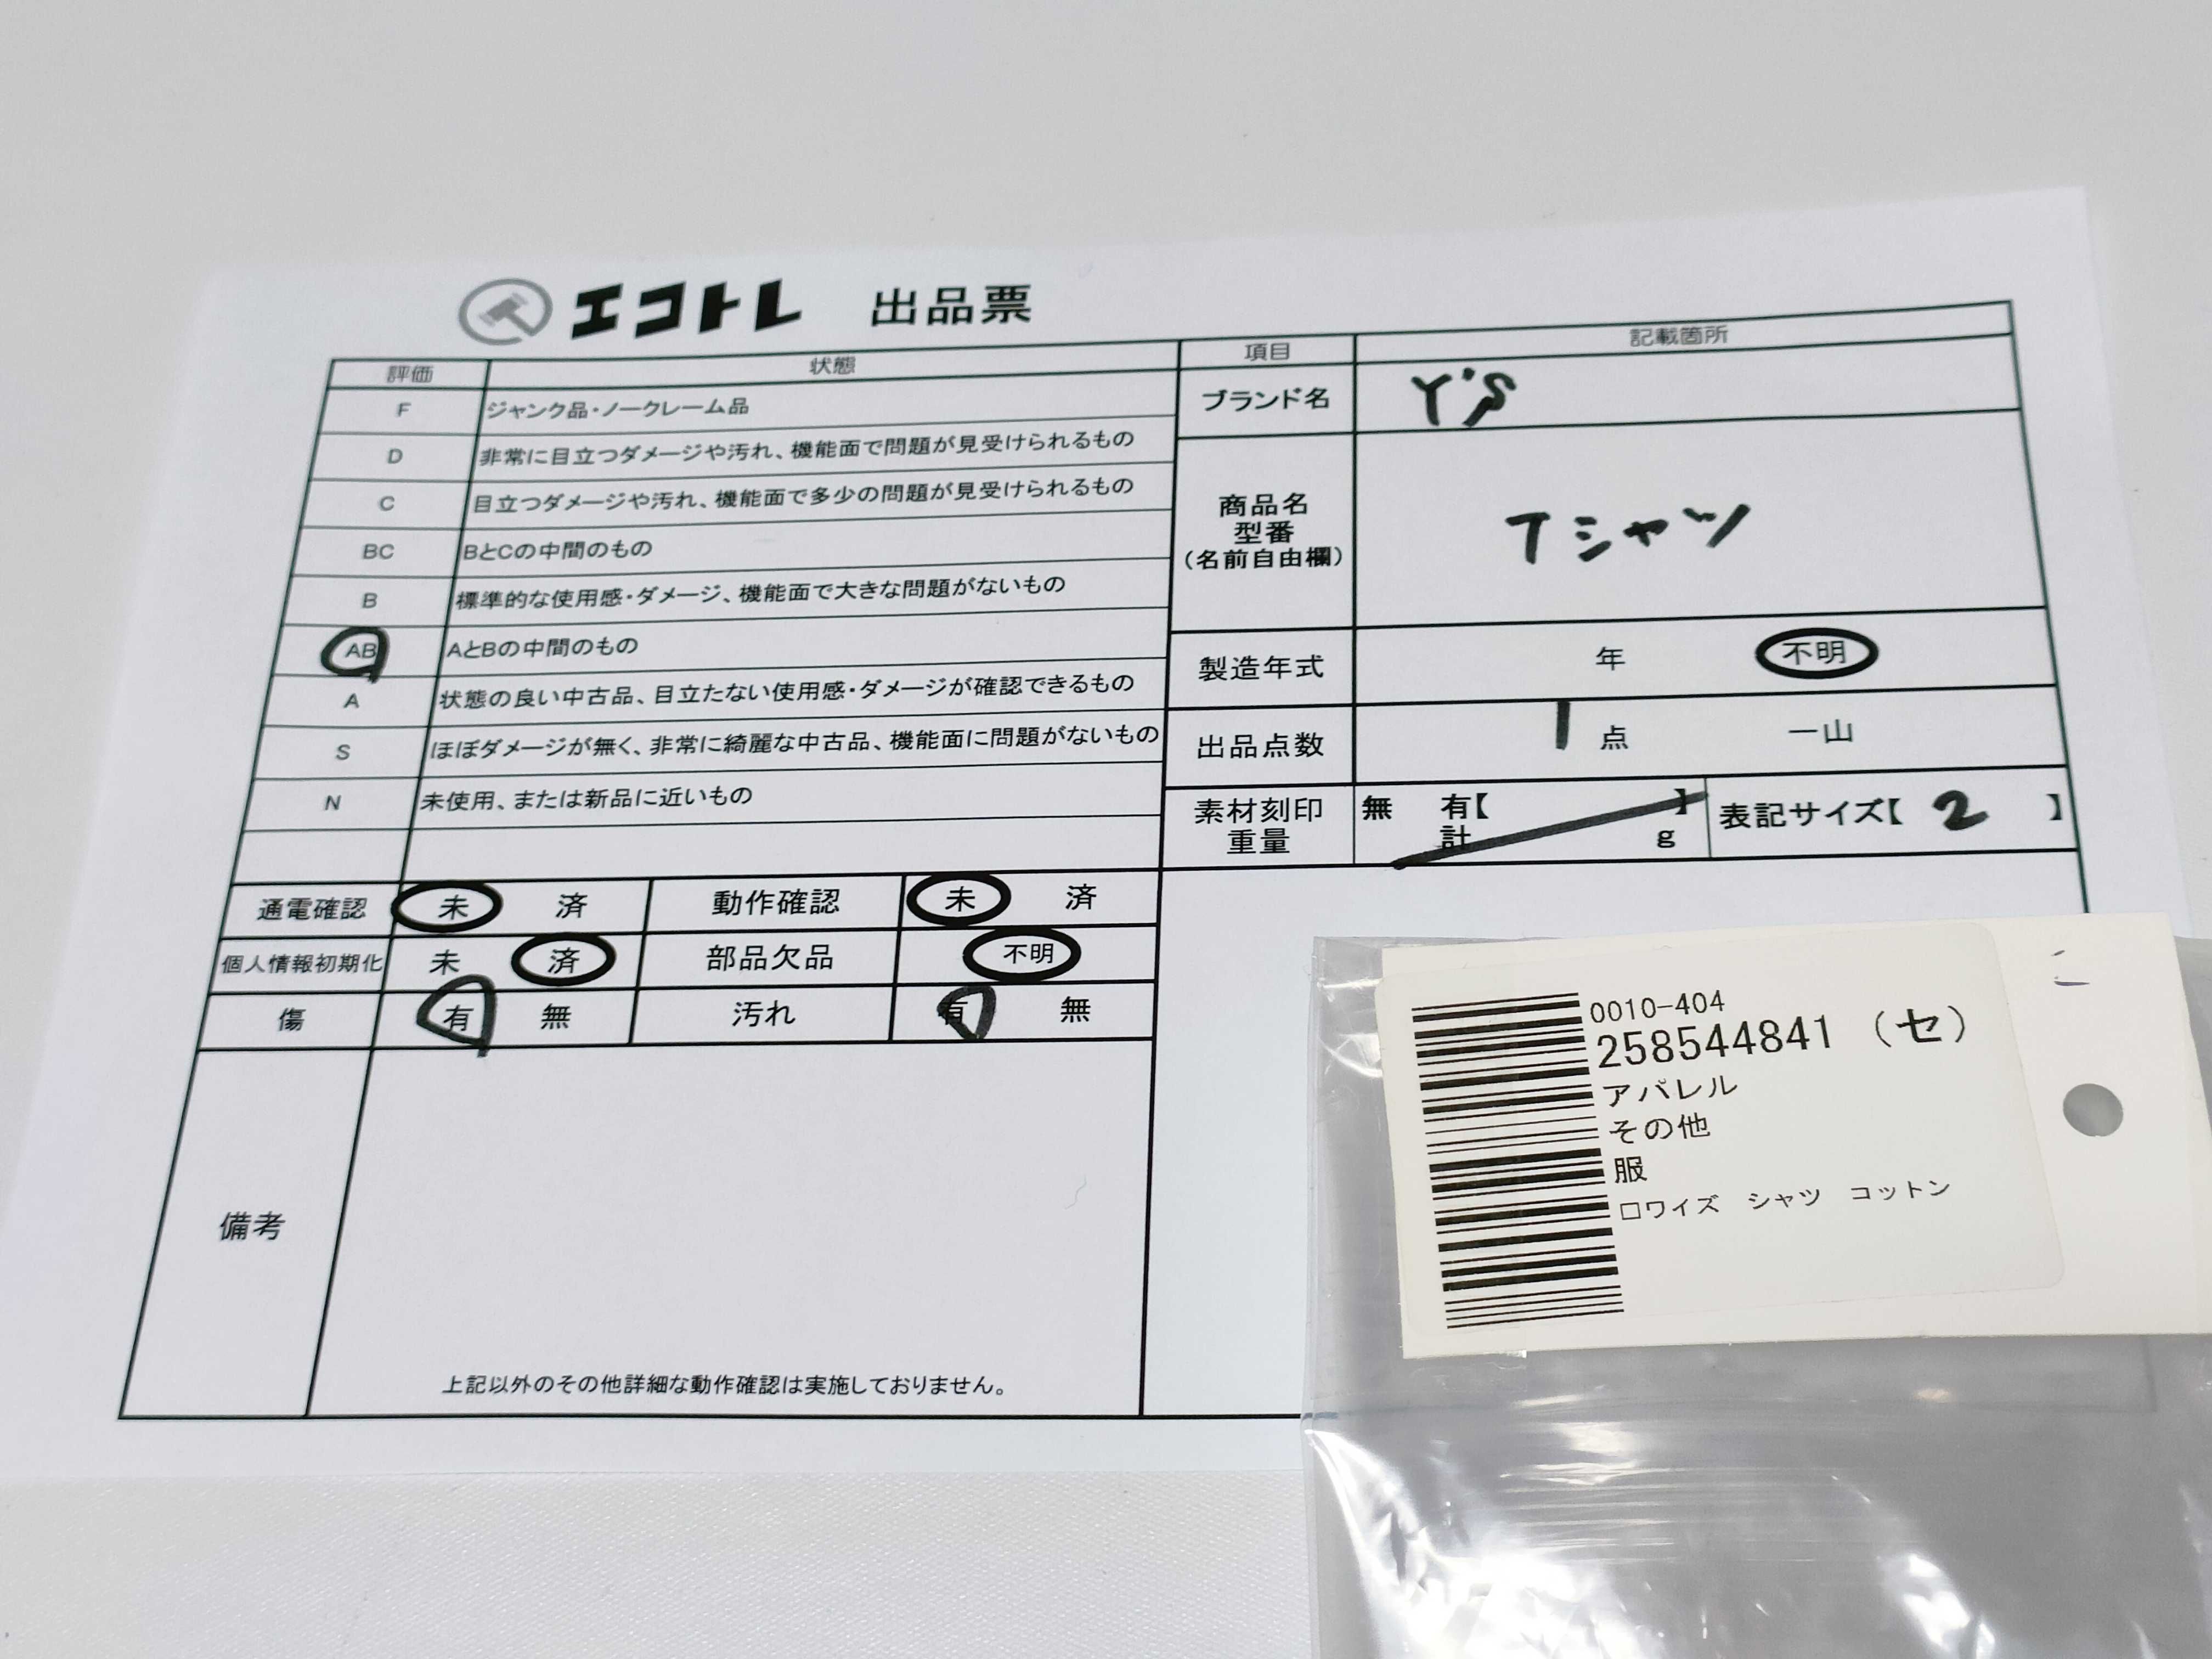 エコトレ 出品票
評価 状態
F ジャンク品・ノークレーム品
D 非常に目立つダメージや汚れ、機能面で問題が見受けられるもの
C 目立つダメージや汚れ、機能面で多少の問題が見受けられるもの
BC BとCの中間のもの
B 標準的な使用感・ダメージ、機能面で大きな問題がないもの
AB AとBの中間のもの
A 状態の良い中古品、目立たない使用感・ダメージが確認できるもの
S ほぼダメージが無く、非常に綺麗な中古品、機能面に問題がないもの
N 未使用、または新品に近いもの
項目 記載箇所
ブランド名 Y's
商品名
型番
(名前自由欄)
Tシャツ
製造年式 年 不明
出品点数 1 点 一山
素材刻印 無 有【 】
重量 計 g
表記サイズ【 2 】
通電確認 未 済 動作確認 未 済
個人情報初期化 未 済 部品欠品 不明
傷 有 無 汚れ 有 無
備考
上記以外のその他詳細な動作確認は実施しておりません。
0010-404
258544841 (セ)
アパレル
その他
服
□ワイズ シャツ コットン